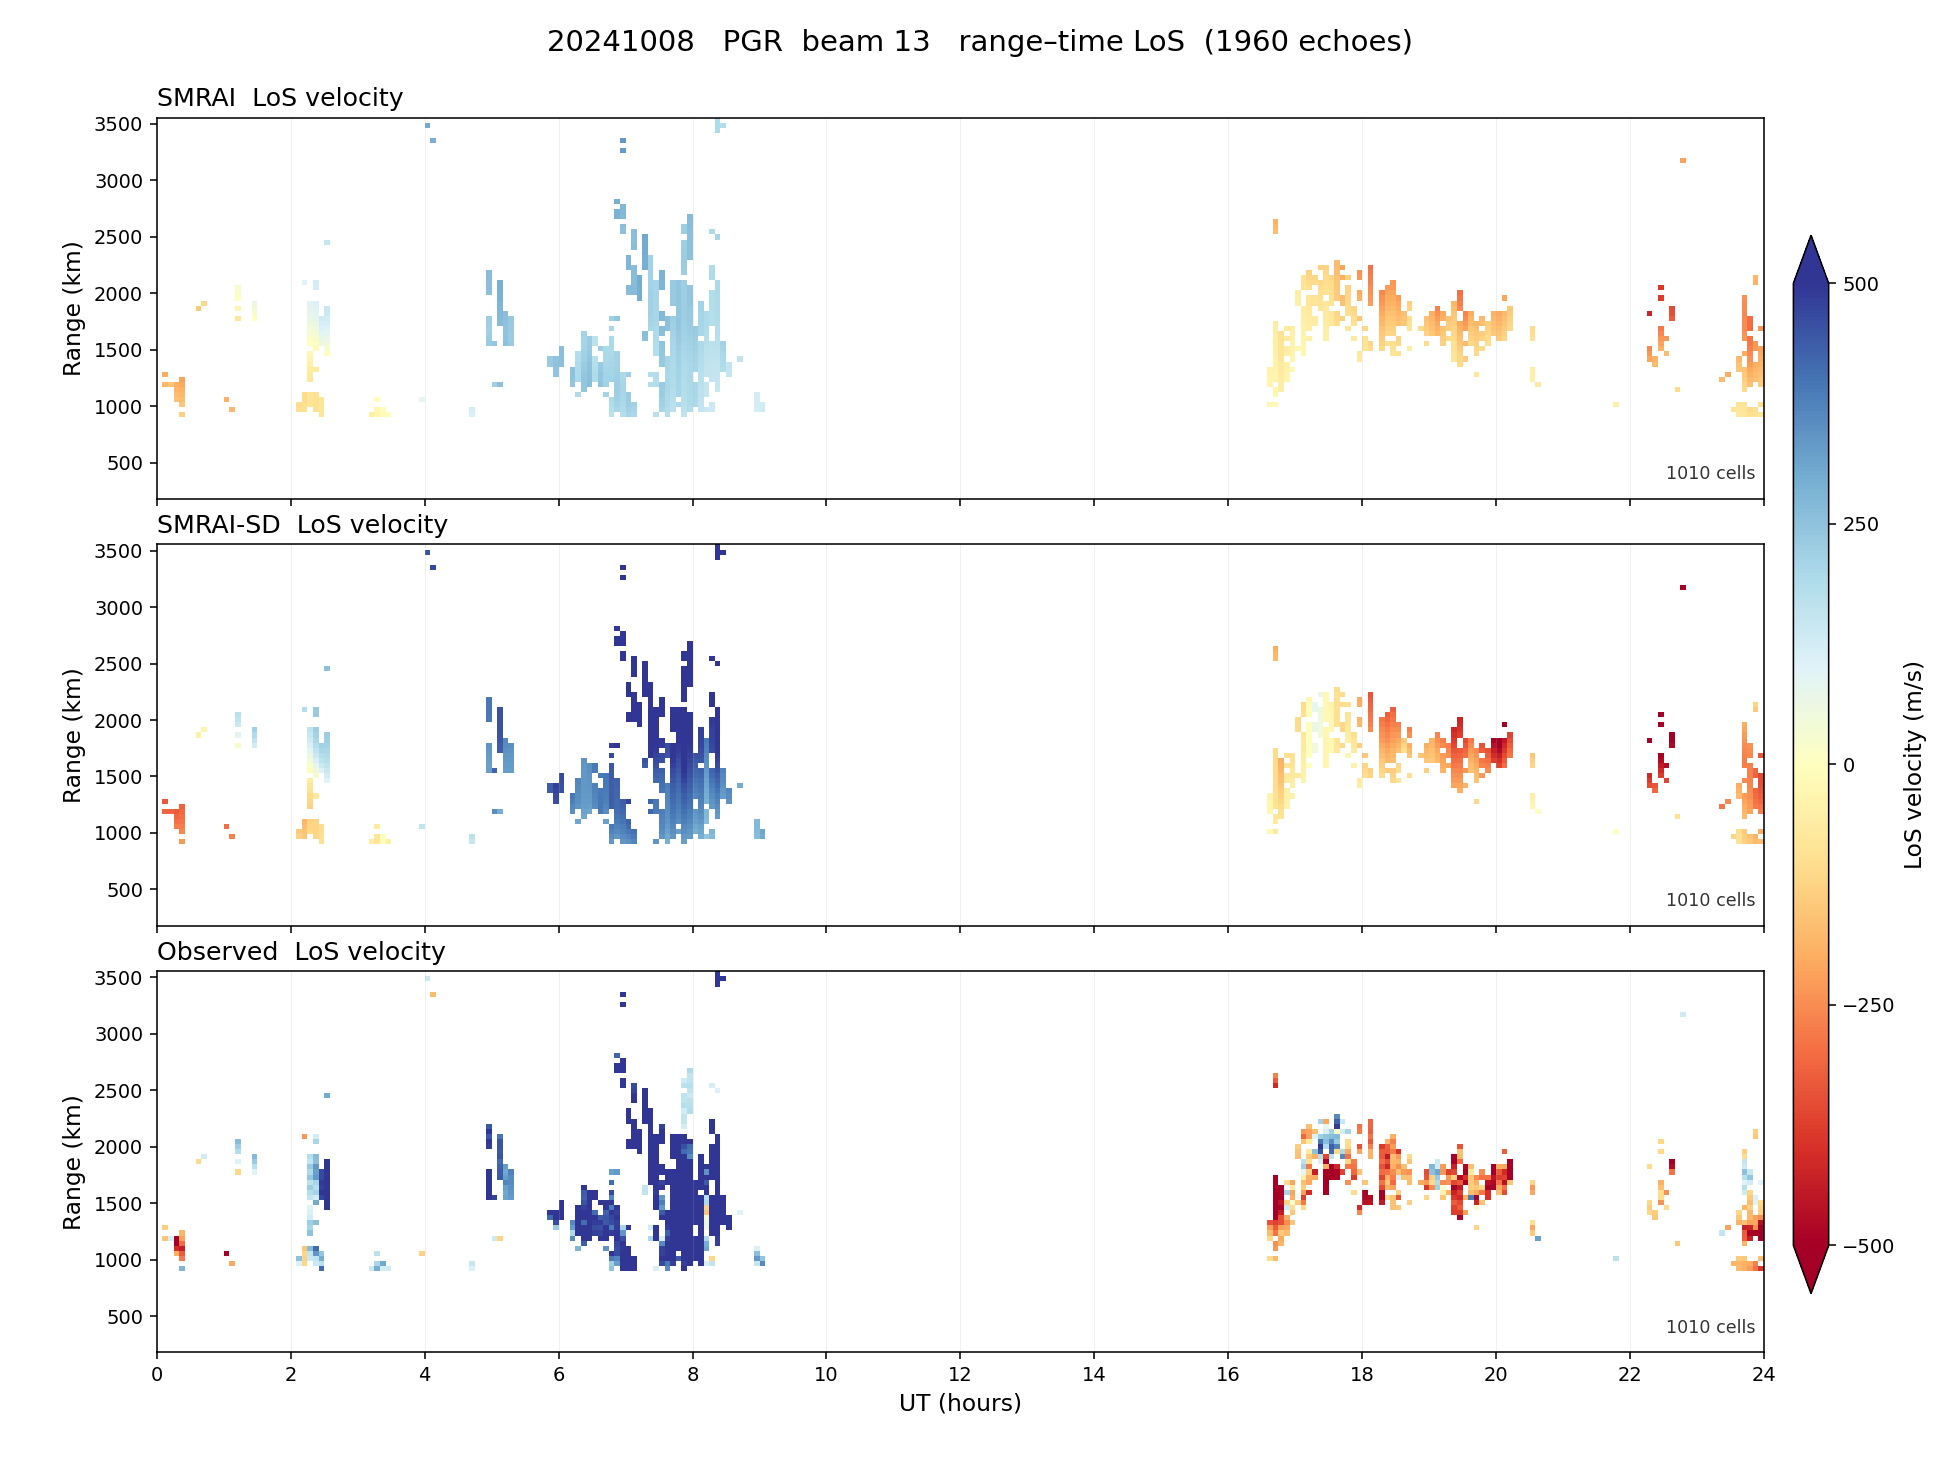 20241008   PGR  beam 13   range–time LoS  (1960 echoes)
SMRAI  LoS velocity
3500
3000
2500
2000
1500
1000
500
Range (km)
1010 cells
SMRAI-SD  LoS velocity
3500
3000
2500
2000
1500
1000
500
Range (km)
1010 cells
Observed  LoS velocity
3500
3000
2500
2000
1500
1000
500
Range (km)
1010 cells
0 2 4 6 8 10 12 14 16 18 20 22 24
UT (hours)
500
250
0
−250
−500
LoS velocity (m/s)